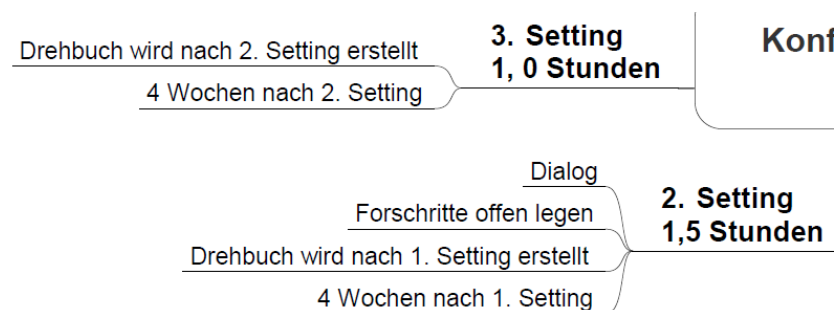 3. Setting
1, 0 Stunden
Drehbuch wird nach 2. Setting erstellt
4 Wochen nach 2. Setting
Konf
2. Setting
1,5 Stunden
Dialog
Forschritte offen legen
Drehbuch wird nach 1. Setting erstellt
4 Wochen nach 1. Setting